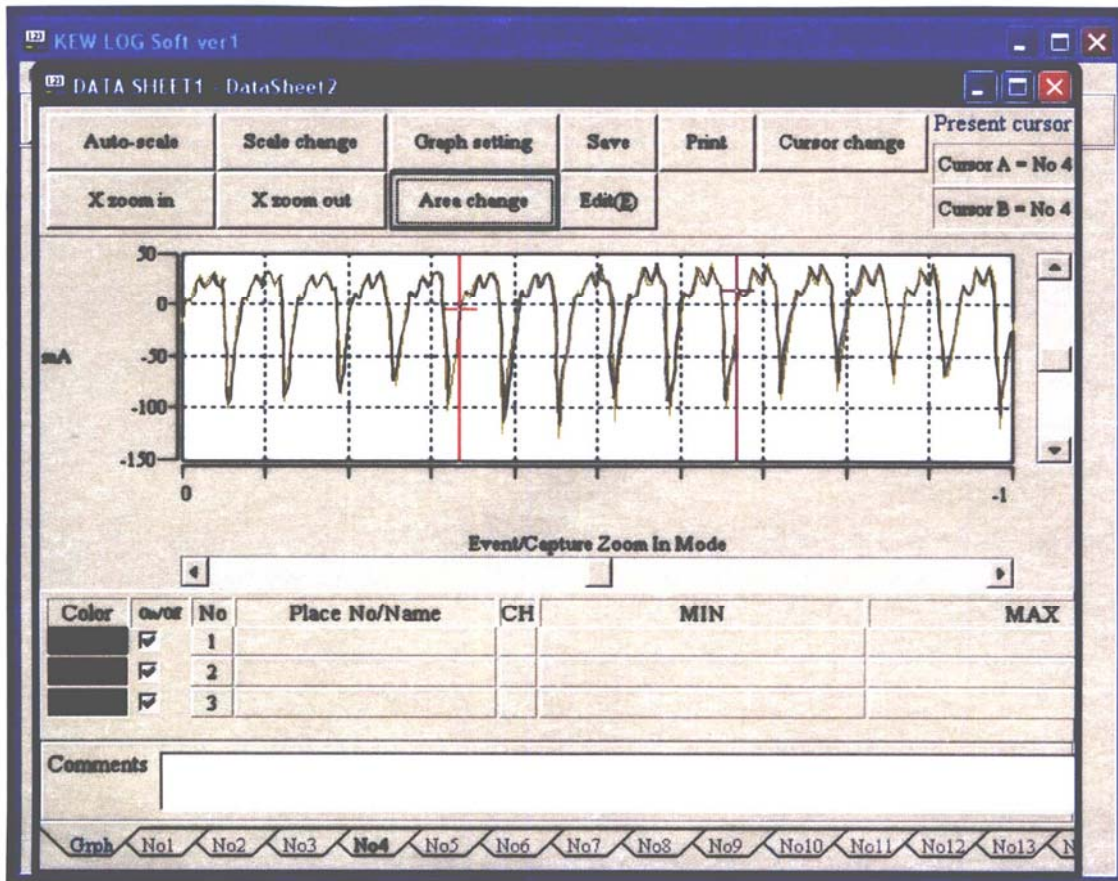 KEW LOG Soft ver1
DATA SHEET1 - DataSheet2
Auto-scale Scale change Graph setting Save Print Cursor change Present cursor
Cursor A = No 4
X zoom in X zoom out Area change Edit(E) Cursor B = No 4
50
0
mA -50
-100
-150
0 -1
Event/Capture Zoom In Mode
Color On/Off No Place No/Name CH MIN MAX
1
2
3
Comments
Grph No1 No2 No3 No4 No5 No6 No7 No8 No9 No10 No11 No12 No13 N